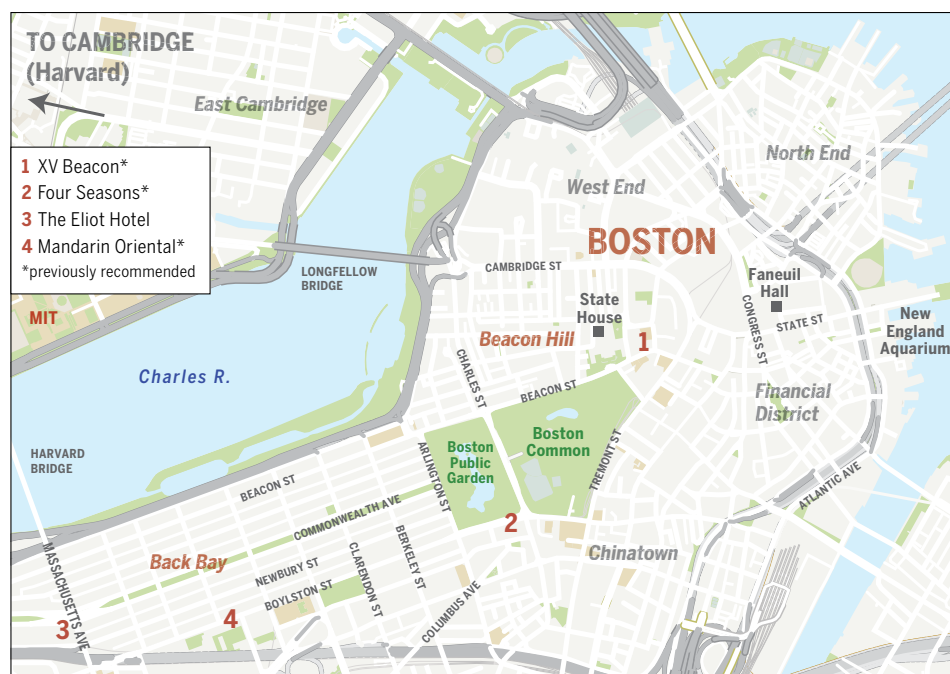 TO CAMBRIDGE
(Harvard)
East Cambridge
1 XV Beacon*
2 Four Seasons*
3 The Eliot Hotel
4 Mandarin Oriental*
*previously recommended
North End
West End
BOSTON
LONGFELLOW
BRIDGE
CAMBRIDGE ST
Faneuil
Hall
State
House
CONGRESS ST
STATE ST
New
England
Aquarium
MIT
Beacon Hill
1
Charles R.
CHARLES ST
BEACON ST
Financial
District
Boston
Common
Boston
Public
Garden
ARLINGTON ST
TREMONT ST
HARVARD
BRIDGE
BEACON ST
ATLANTIC AVE
COMMONWEALTH AVE
2
Chinatown
Back Bay
BERKELEY ST
CLARENDON ST
NEWBURY ST
BOYLSTON ST
MASSACHUSETTS AVE
COLUMBUS AVE
3
4